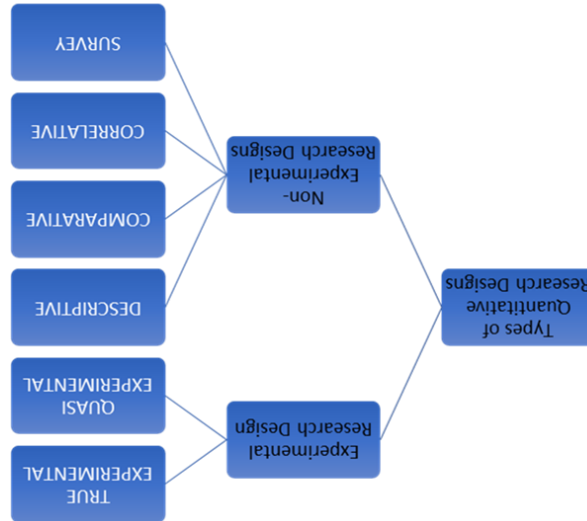 Types of
Quantitative
Research Designs
Experimental
Research Design
TRUE
EXPERIMENTAL
QUASI
EXPERIMENTAL
Non-
Experimental
Research Designs
DESCRIPTIVE
COMPARATIVE
CORRELATIVE
SURVEY